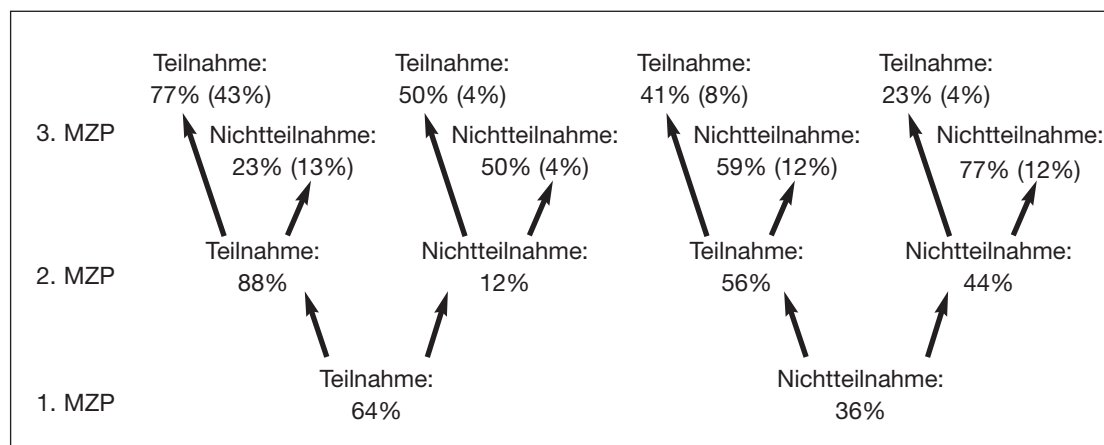 Teilnahme: Teilnahme: Teilnahme: Teilnahme:
77% (43%) 50% (4%) 41% (8%) 23% (4%)
3. MZP Nichtteilnahme: Nichtteilnahme: Nichtteilnahme: Nichtteilnahme:
23% (13%) 50% (4%) 59% (12%) 77% (12%)
Teilnahme: Nichtteilnahme: Teilnahme: Nichtteilnahme:
2. MZP 88% 12% 56% 44%
Teilnahme: Nichtteilnahme:
1. MZP 64% 36%